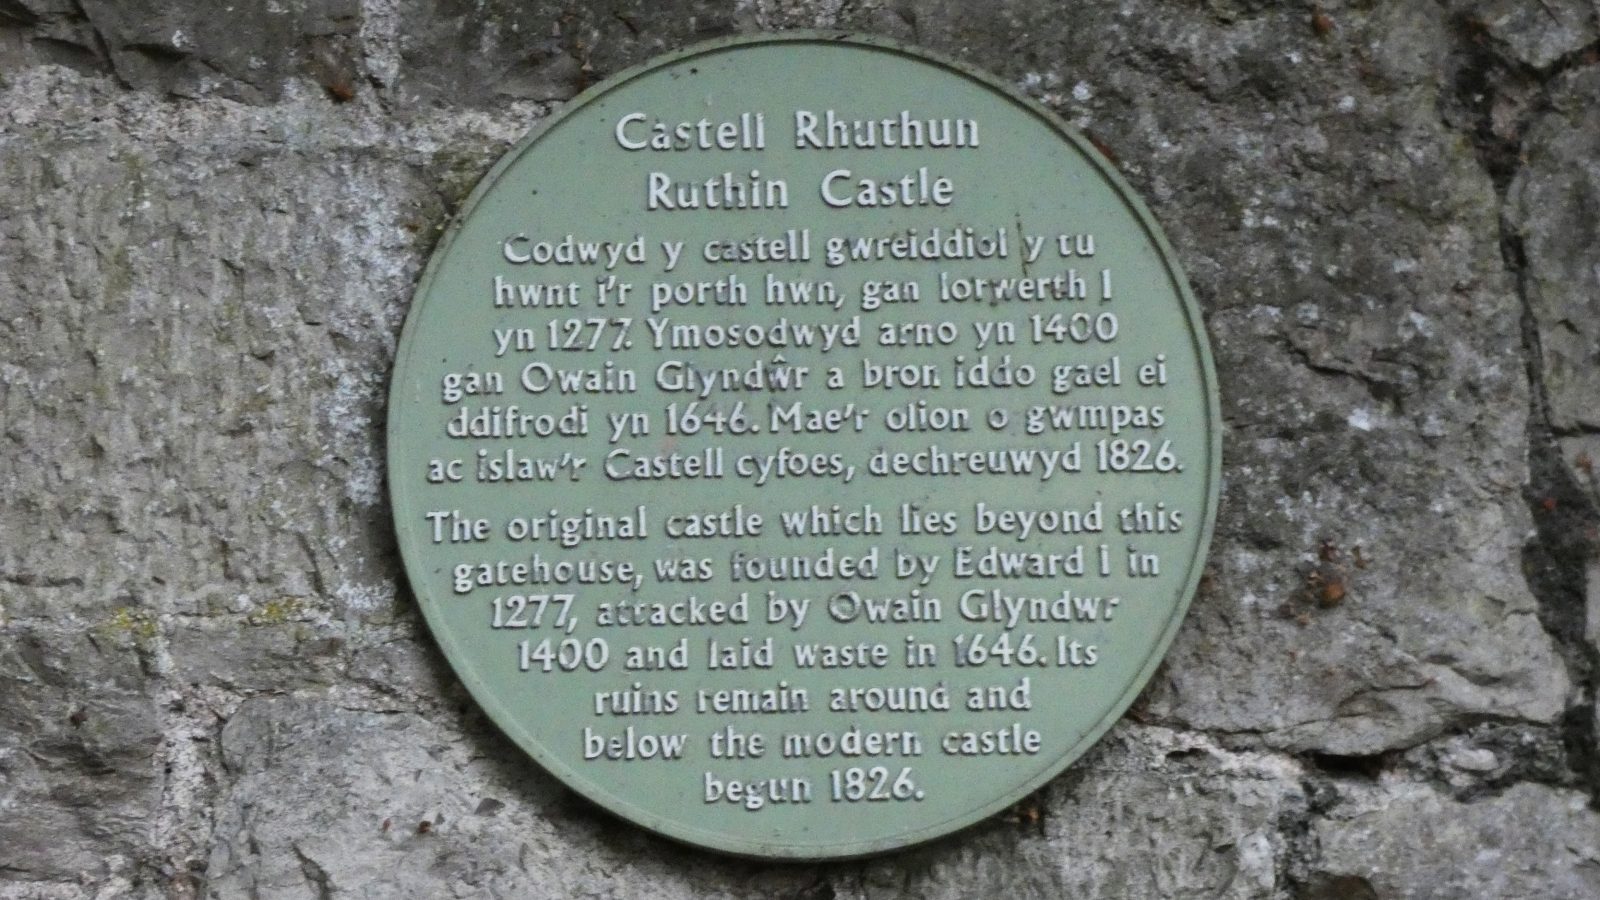 Castell Rhuthun
Ruthin Castle
Codwyd y castell gwreiddiol y tu
hwnt i'r porth hwn, gan Iorwerth I
yn 1277. Ymosodwyd arno yn 1400
gan Owain Glyndŵr a bron iddo gael ei
ddifrodi yn 1646. Mae'r olion o gwmpas
ac islaw'r Castell cyfoes, dechreuwyd 1826.
The original castle which lies beyond this
gatehouse, was founded by Edward I in
1277, attacked by Owain Glyndwr
1400 and laid waste in 1646. Its
ruins remain around and
below the modern castle
begun 1826.